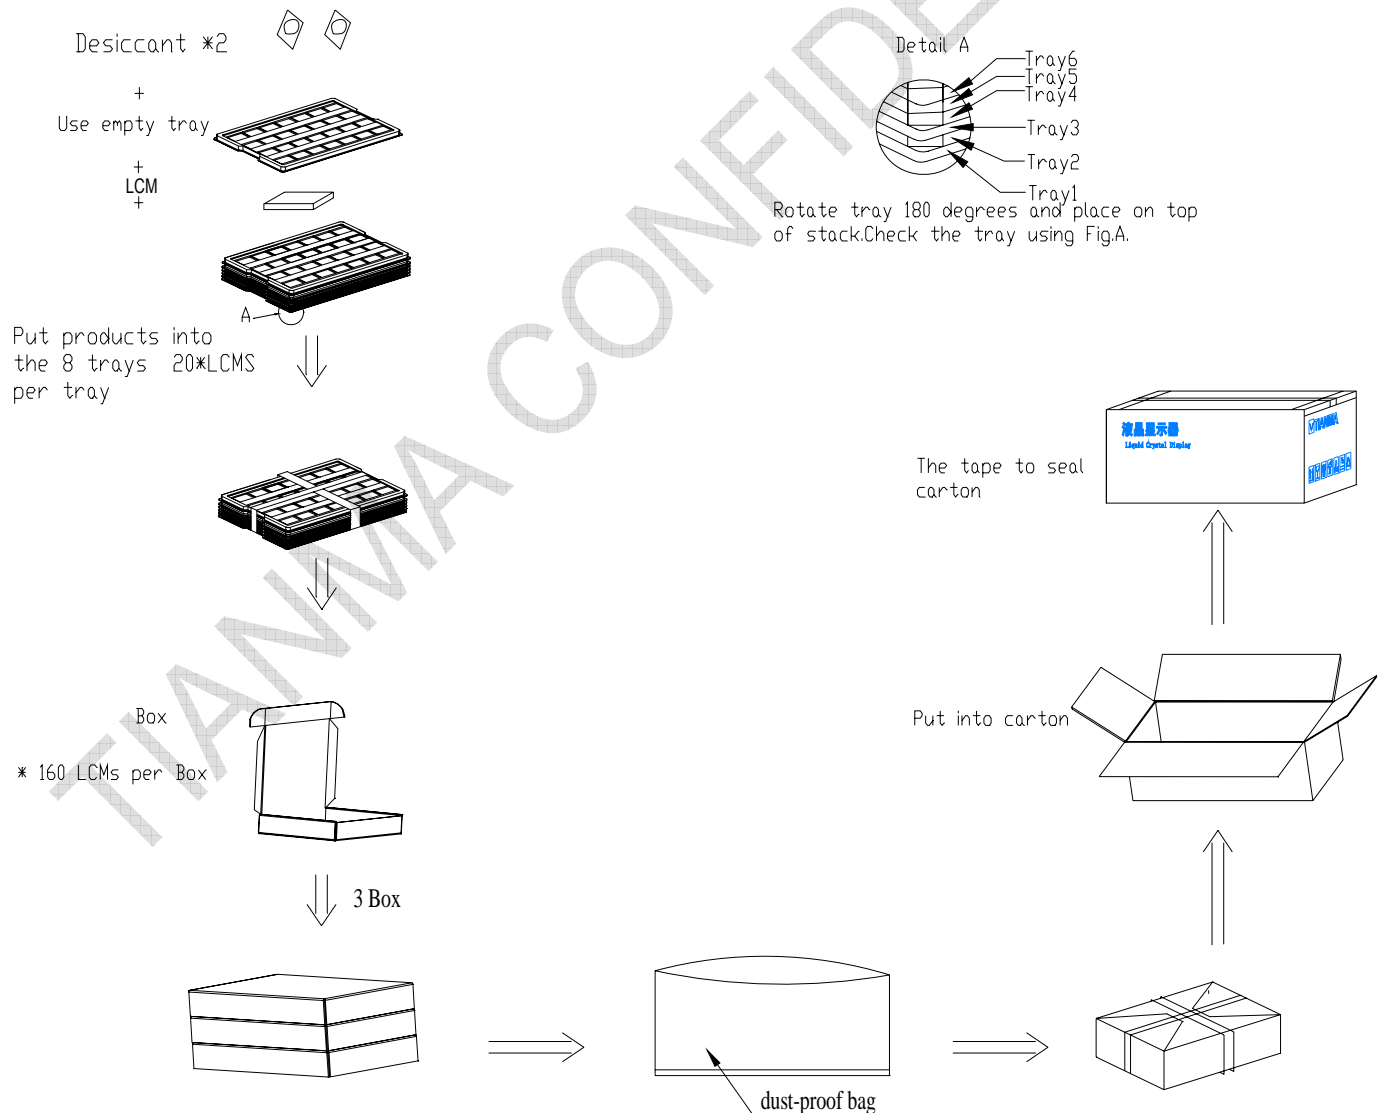 Desiccant *2
+
Use empty tray
+
LCM
+
A
Put products into
the 8 trays 20*LCMS
per tray
Detail A
Tray6
Tray5
Tray4
Tray3
Tray2
Tray1
Rotate tray 180 degrees and place on top
of stack.Check the tray using Fig.A.
Box
* 160 LCMs per Box
3 Box
dust-proof bag
Put into carton
The tape to seal
carton
液晶显示器
Liquid Crystal Display
TIANMA
TIANMA CONFIDE